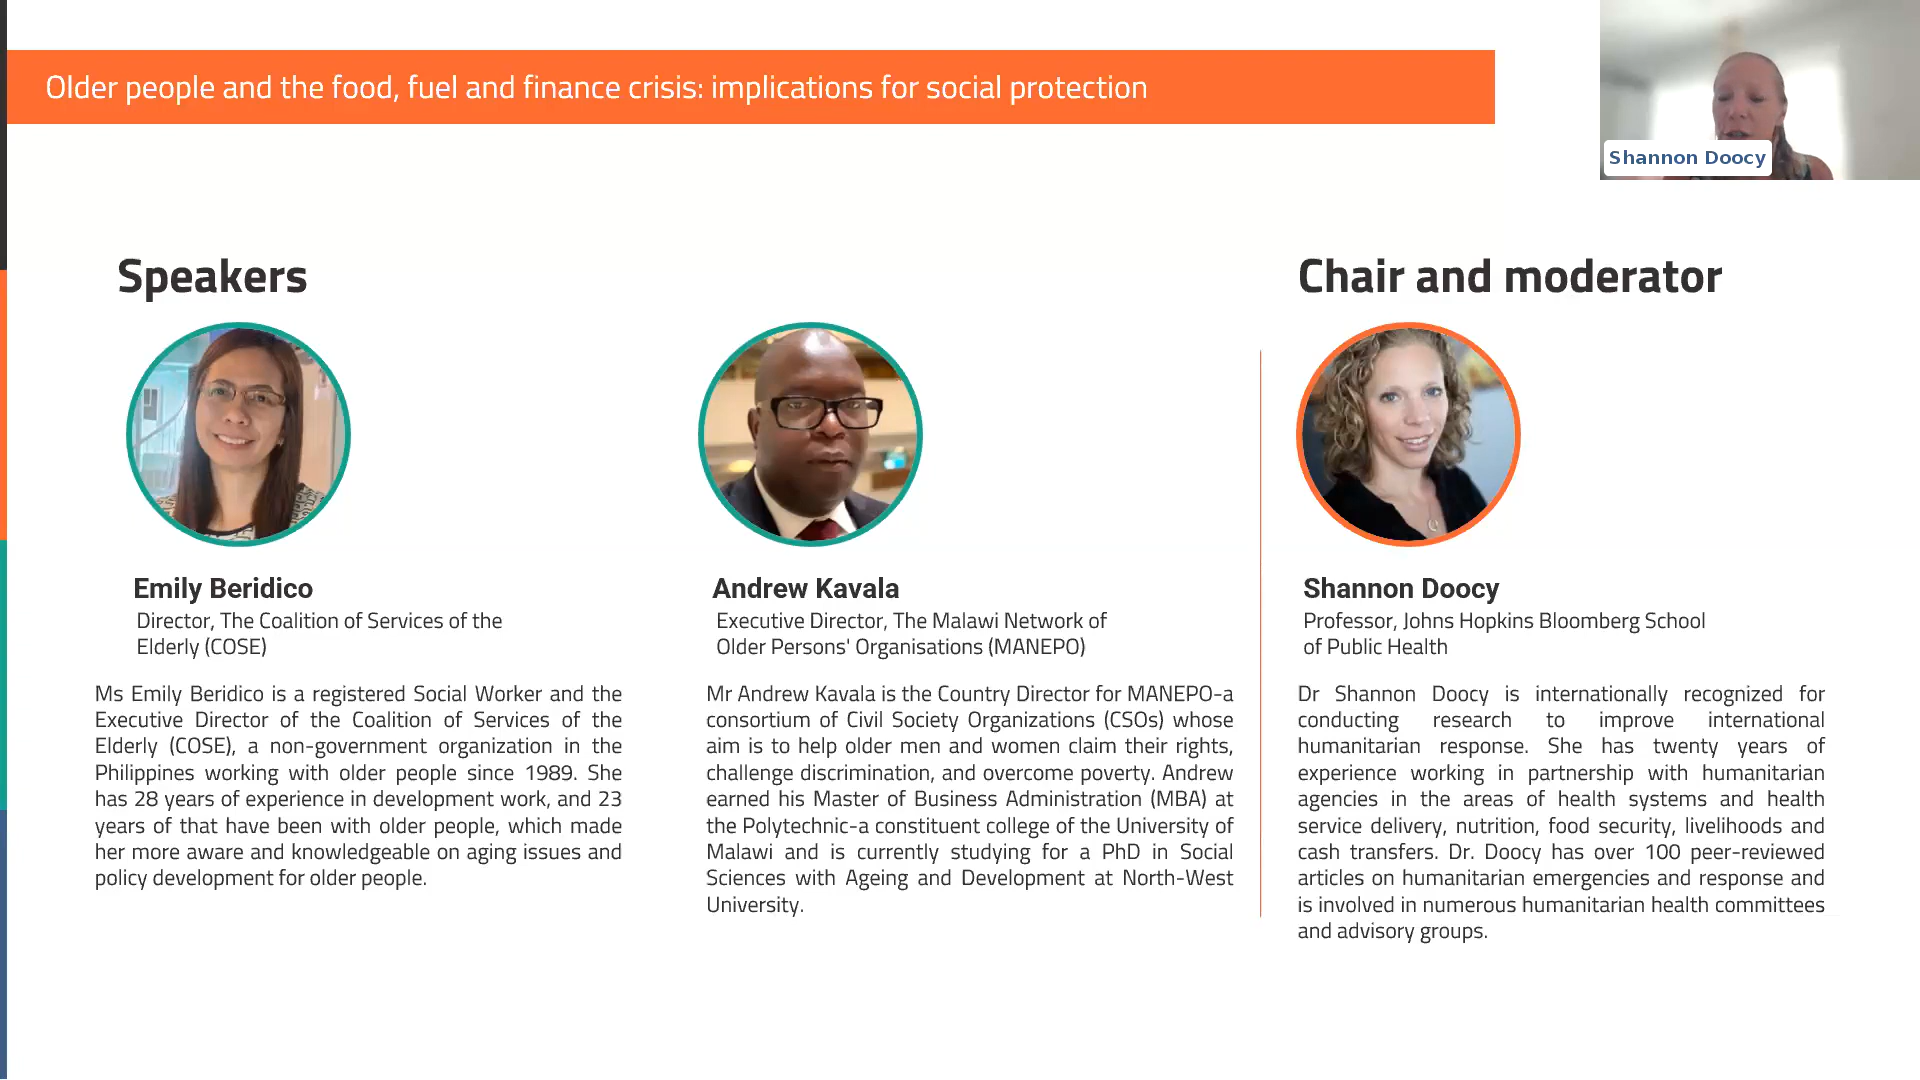 Older people and the food, fuel and finance crisis: implications for social protection
Shannon Doocy
Speakers
Emily Beridico
Director, The Coalition of Services of the
Elderly (COSE)
Ms Emily Beridico is a registered Social Worker and the
Executive Director of the Coalition of Services of the
Elderly (COSE), a non-government organization in the
Philippines working with older people since 1989. She
has 28 years of experience in development work, and 23
years of that have been with older people, which made
her more aware and knowledgeable on aging issues and
policy development for older people.
Andrew Kavala
Executive Director, The Malawi Network of
Older Persons' Organisations (MANEPO)
Mr Andrew Kavala is the Country Director for MANEPO-a
consortium of Civil Society Organizations (CSOs) whose
aim is to help older men and women claim their rights,
challenge discrimination, and overcome poverty. Andrew
earned his Master of Business Administration (MBA) at
the Polytechnic-a constituent college of the University of
Malawi and is currently studying for a PhD in Social
Sciences with Ageing and Development at North-West
University.
Chair and moderator
Shannon Doocy
Professor, Johns Hopkins Bloomberg School
of Public Health
Dr Shannon Doocy is internationally recognized for
conducting research to improve international
humanitarian response. She has twenty years of
experience working in partnership with humanitarian
agencies in the areas of health systems and health
service delivery, nutrition, food security, livelihoods and
cash transfers. Dr. Doocy has over 100 peer-reviewed
articles on humanitarian emergencies and response and
is involved in numerous humanitarian health committees
and advisory groups.